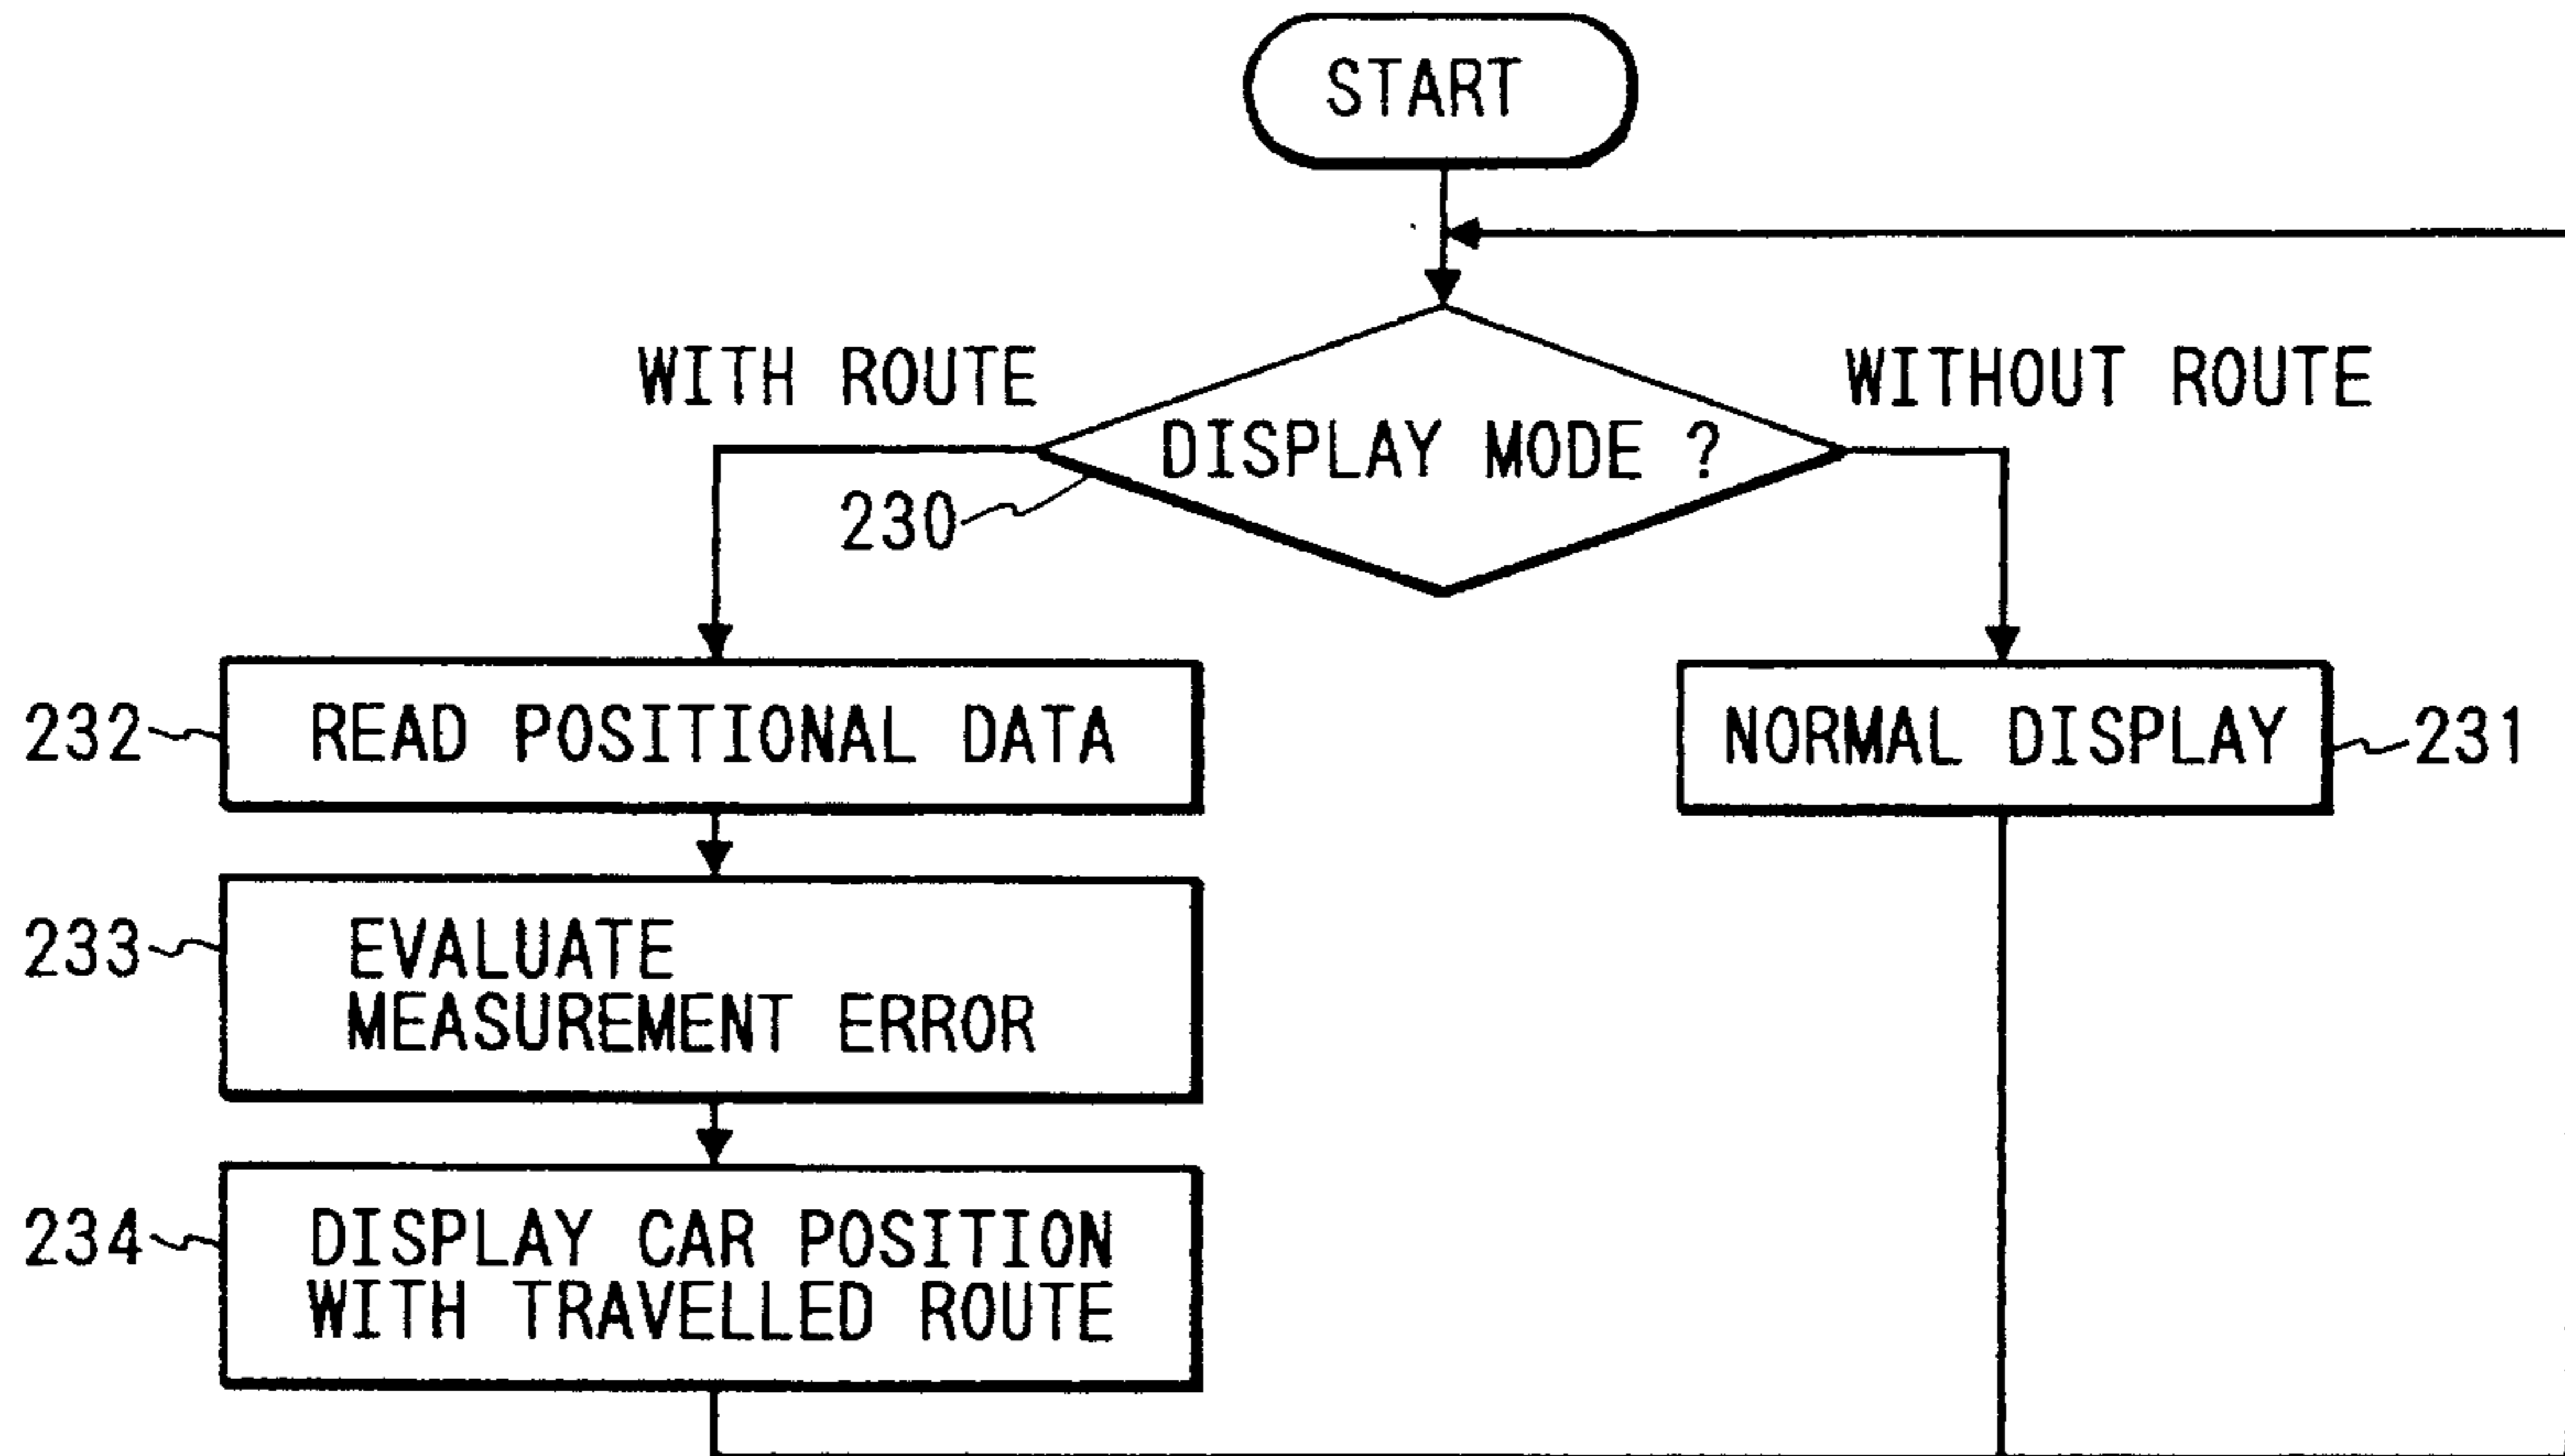 START
WITH ROUTE
WITHOUT ROUTE
DISPLAY MODE ?
230
232
READ POSITIONAL DATA
NORMAL DISPLAY
231
233
EVALUATE
MEASUREMENT ERROR
234
DISPLAY CAR POSITION
WITH TRAVELLED ROUTE